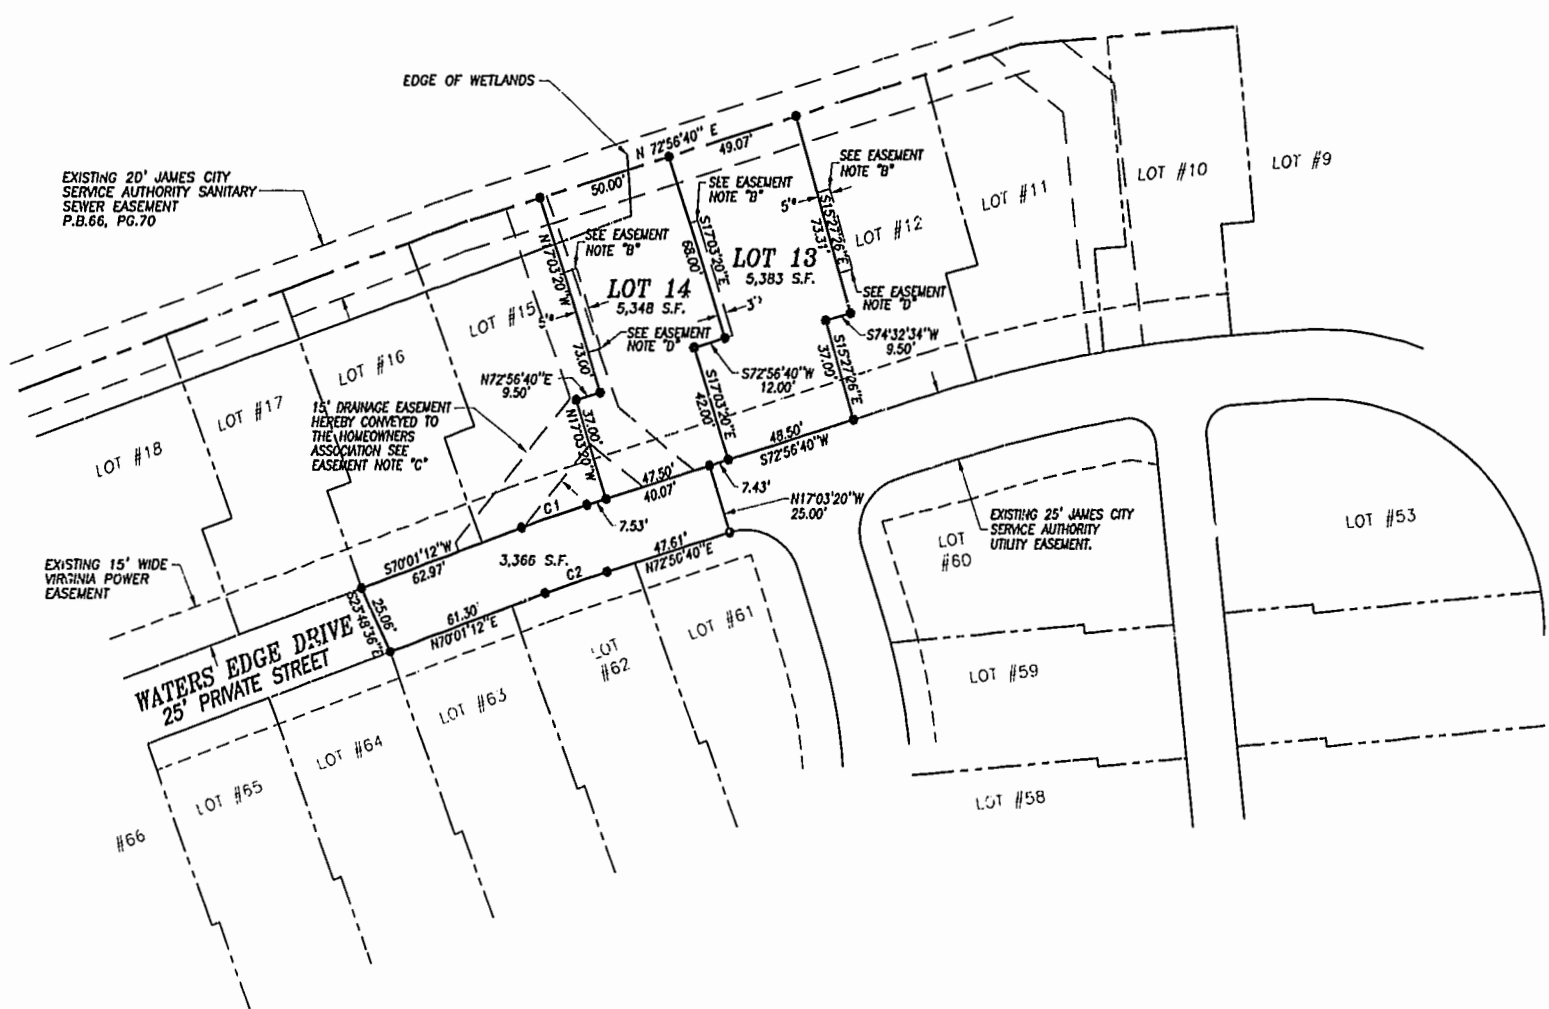 EDGE OF WETLANDS
EXISTING 20' JAMES CITY
SERVICE AUTHORITY SANITARY
SEWER EASEMENT
P.B.66, PG.70
N 72°56'40" E
49.07'
50.00'
SEE EASEMENT
NOTE "B"
SEE EASEMENT
NOTE "B"
SEE EASEMENT
NOTE "B"
5'
S15°27'26"E
73.31'
LOT #12
LOT #11
LOT #10
LOT #9
N17°03'20"W
73.00'
S17°03'20"E
68.00'
LOT 13
5,383 S.F.
LOT 14
5,348 S.F.
3'
5'
SEE EASEMENT
NOTE "D"
SEE EASEMENT
NOTE "D"
S74°32'34"W
9.50'
S15°27'26"E
37.00'
S72°56'40"W
12.00'
S17°03'20"E
42.00'
N72°56'40"E
9.50'
N17°03'20"W
37.00'
LOT #15
LOT #16
LOT #17
LOT #18
15' DRAINAGE EASEMENT
HEREBY CONVEYED TO
THE HOMEOWNERS
ASSOCIATION SEE
EASEMENT NOTE "C"
48.50'
S72°56'40"W
47.50'
40.07'
7.43'
N17°03'20"W
25.00'
C1
7.53'
S70°01'12"W
62.97'
3,366 S.F.
47.61'
N72°56'40"E
C2
61.30'
N70°01'12"E
25.06'
S23°48'36"E
EXISTING 15' WIDE
VIRGINIA POWER
EASEMENT
WATERS EDGE DRIVE
25' PRIVATE STREET
EXISTING 25' JAMES CITY
SERVICE AUTHORITY
UTILITY EASEMENT.
LOT
#60
LOT #53
LOT #59
LOT #58
LOT #61
LOT
#62
LOT #63
LOT #64
LOT #65
#66